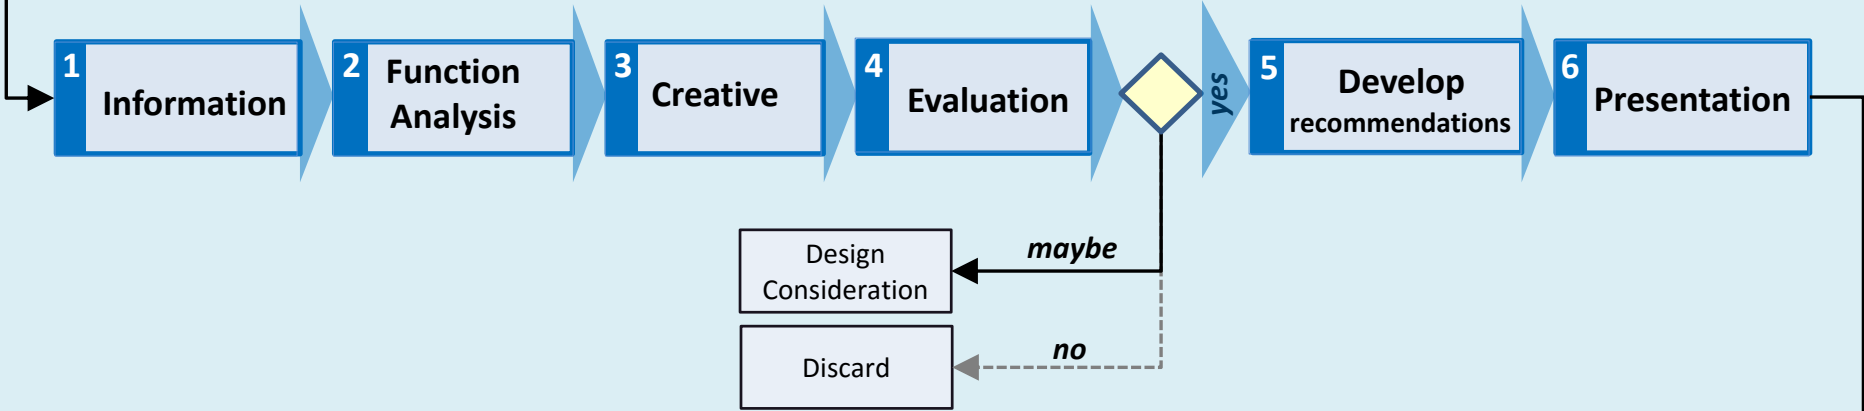 1
Information
2
Function
Analysis
3
Creative
4
Evaluation
yes
5
Develop
recommendations
6
Presentation
maybe
Design
Consideration
no
Discard